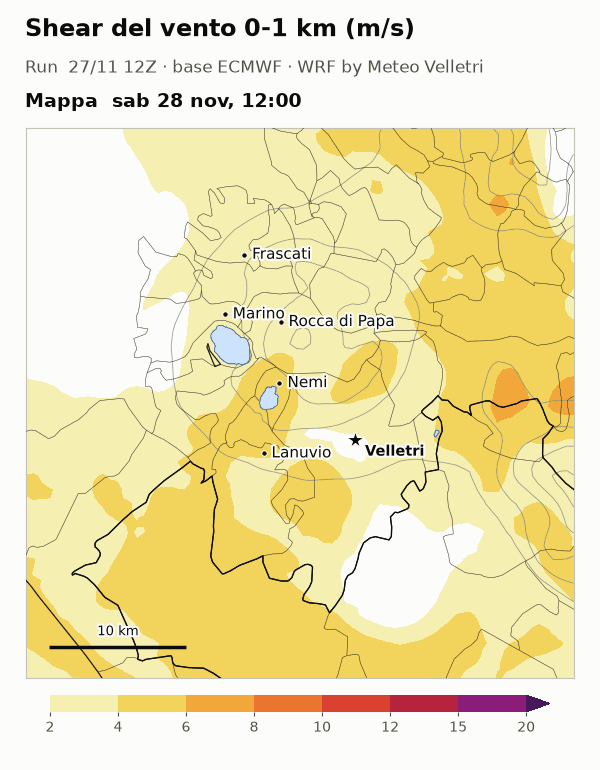 Shear del vento 0-1 km (m/s)
Run  27/11 12Z · base ECMWF · WRF by Meteo Velletri
Mappa  sab 28 nov, 12:00
Frascati
Marino
Rocca di Papa
Nemi
Velletri
Lanuvio
10 km
2 4 6 8 10 12 15 20